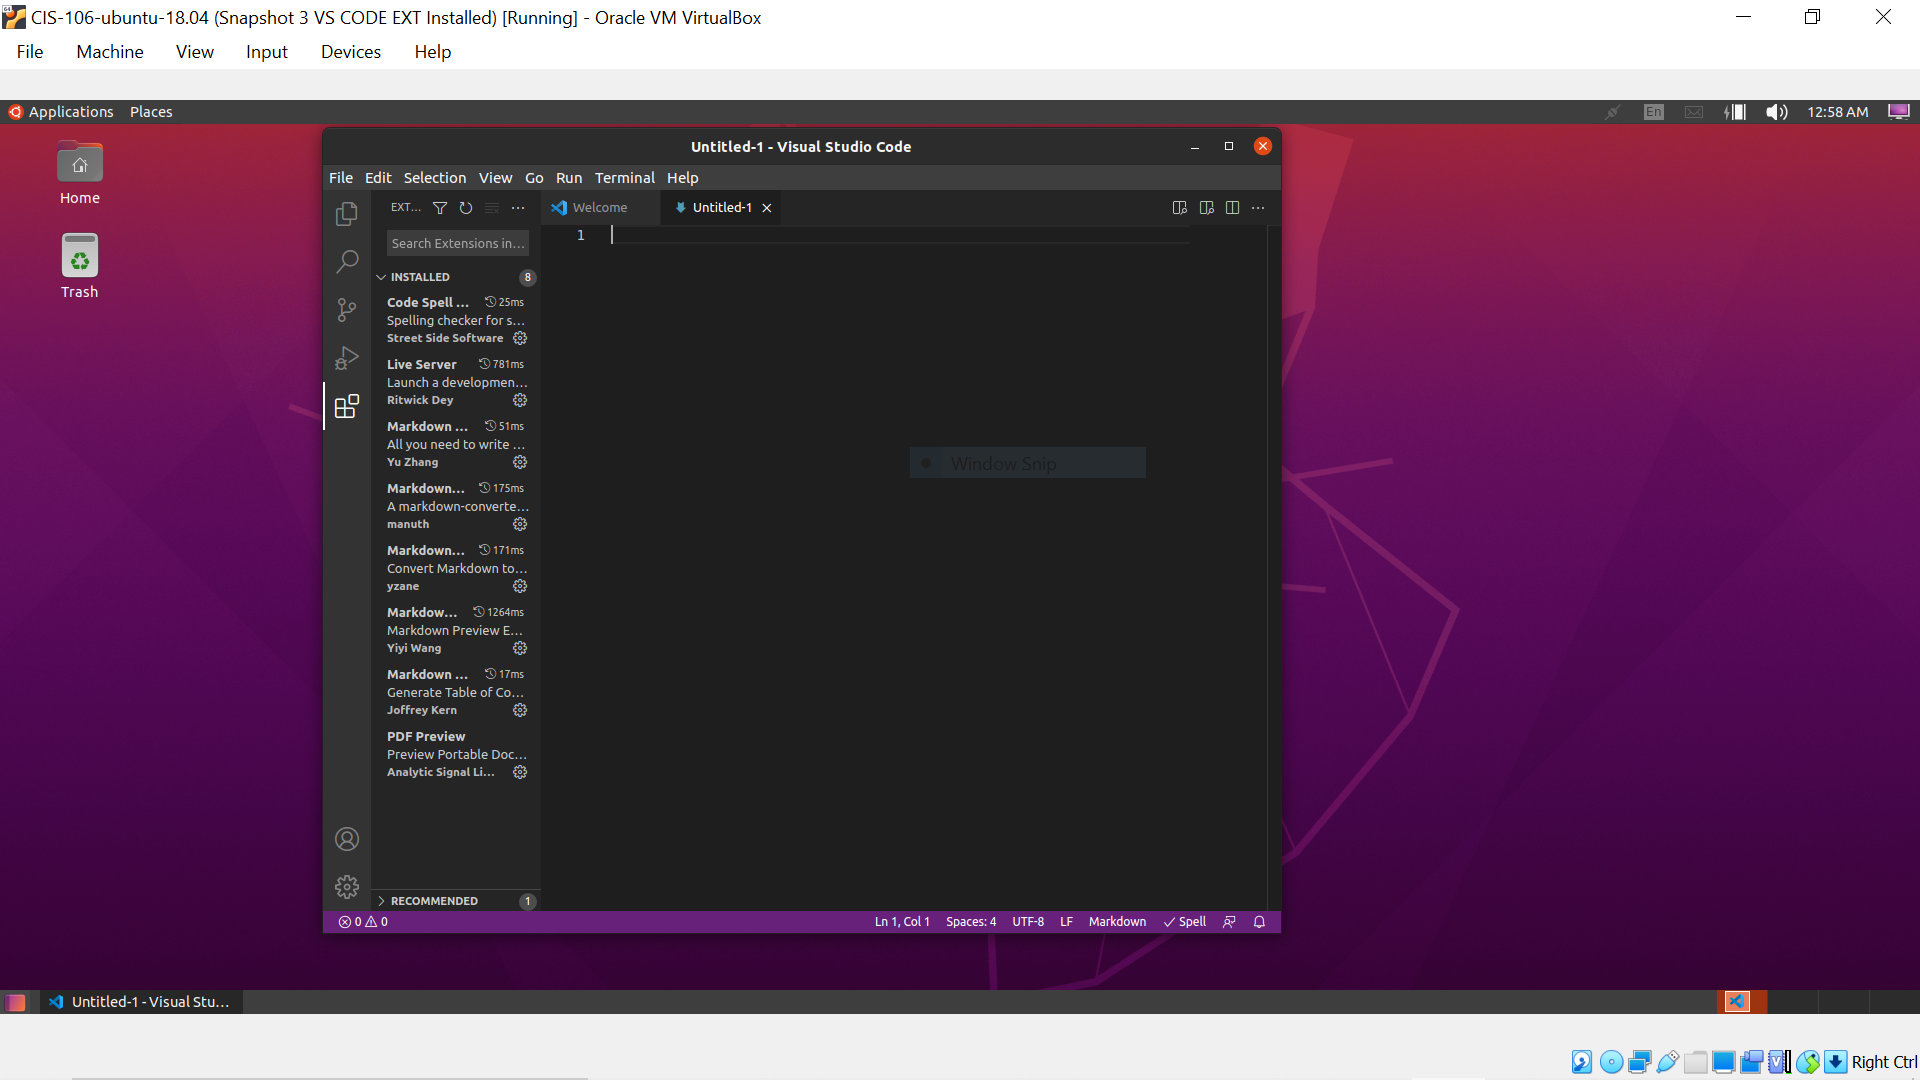 CIS-106-ubuntu-18.04 (Snapshot 3 VS CODE EXT Installed) [Running] - Oracle VM VirtualBox
File Machine View Input Devices Help
Applications Places En 12:58 AM
Home
Trash
Untitled-1 - Visual Studio Code
File Edit Selection View Go Run Terminal Help
EXT... Welcome Untitled-1
Search Extensions in...
1
INSTALLED 8
Code Spell ... 25ms
Spelling checker for s...
Street Side Software
Live Server 781ms
Launch a developmen...
Ritwick Dey
Markdown ... 51ms
All you need to write ...
Yu Zhang
Markdown... 175ms
A markdown-converte...
manuth
Markdown... 171ms
Convert Markdown to...
yzane
Markdow... 1264ms
Markdown Preview E...
Yiyi Wang
Markdown ... 17ms
Generate Table of Co...
Joffrey Kern
PDF Preview
Preview Portable Doc...
Analytic Signal Li...
Window Snip
RECOMMENDED 1
0 0 Ln 1, Col 1 Spaces: 4 UTF-8 LF Markdown Spell
Untitled-1 - Visual Stu...
Right Ctrl